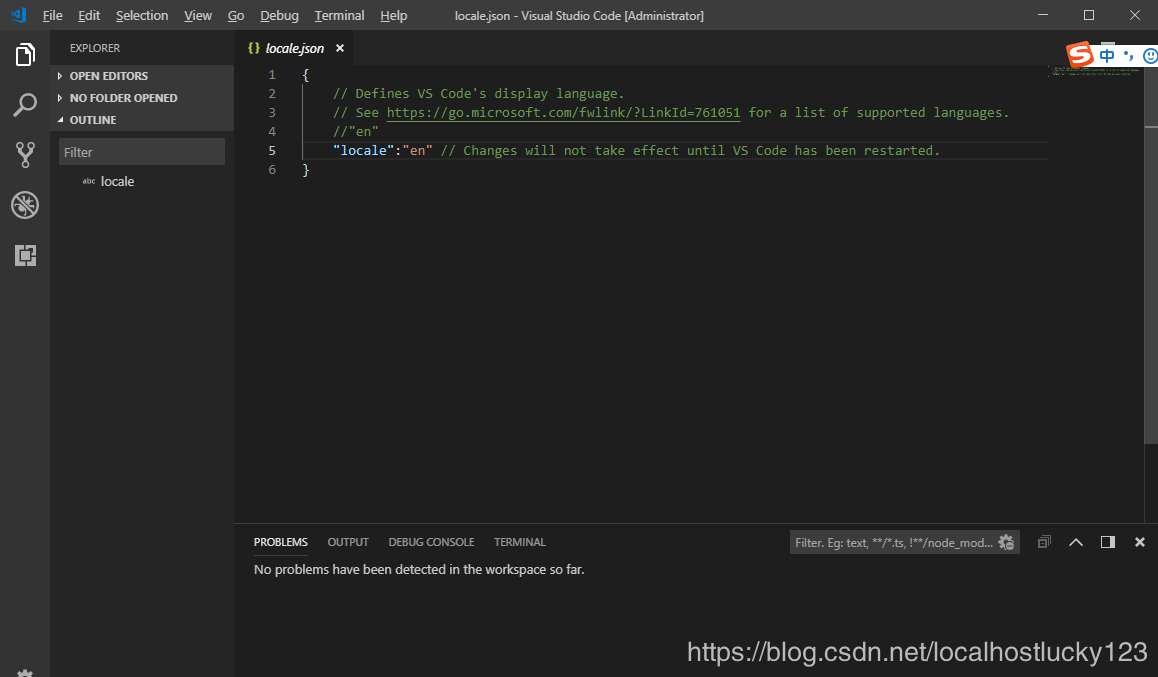 File Edit Selection View Go Debug Terminal Help locale.json - Visual Studio Code [Administrator]
EXPLORER
{} locale.json ×
S 中
OPEN EDITORS
NO FOLDER OPENED
OUTLINE
Filter
abc locale
1 {
2 // Defines VS Code's display language.
3 // See https://go.microsoft.com/fwlink/?LinkId=761051 for a list of supported languages.
4 //"en"
5 "locale":"en" // Changes will not take effect until VS Code has been restarted.
6 }
PROBLEMS OUTPUT DEBUG CONSOLE TERMINAL Filter. Eg: text, **/*.ts, !**/node_mod...
No problems have been detected in the workspace so far.
https://blog.csdn.net/localhostlucky123